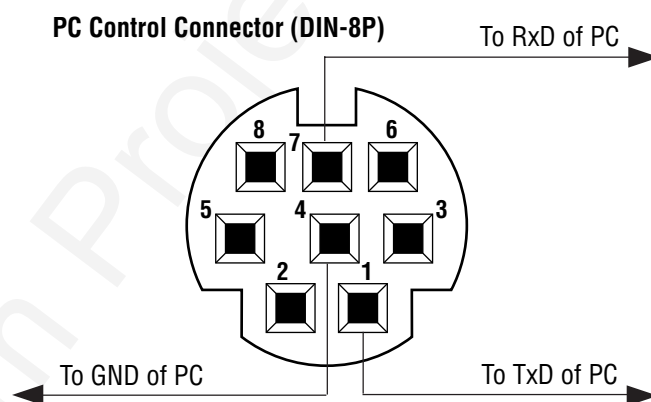 PC Control Connector (DIN-8P)
To RxD of PC
8 7 6
5 4 3
2 1
To GND of PC
To TxD of PC